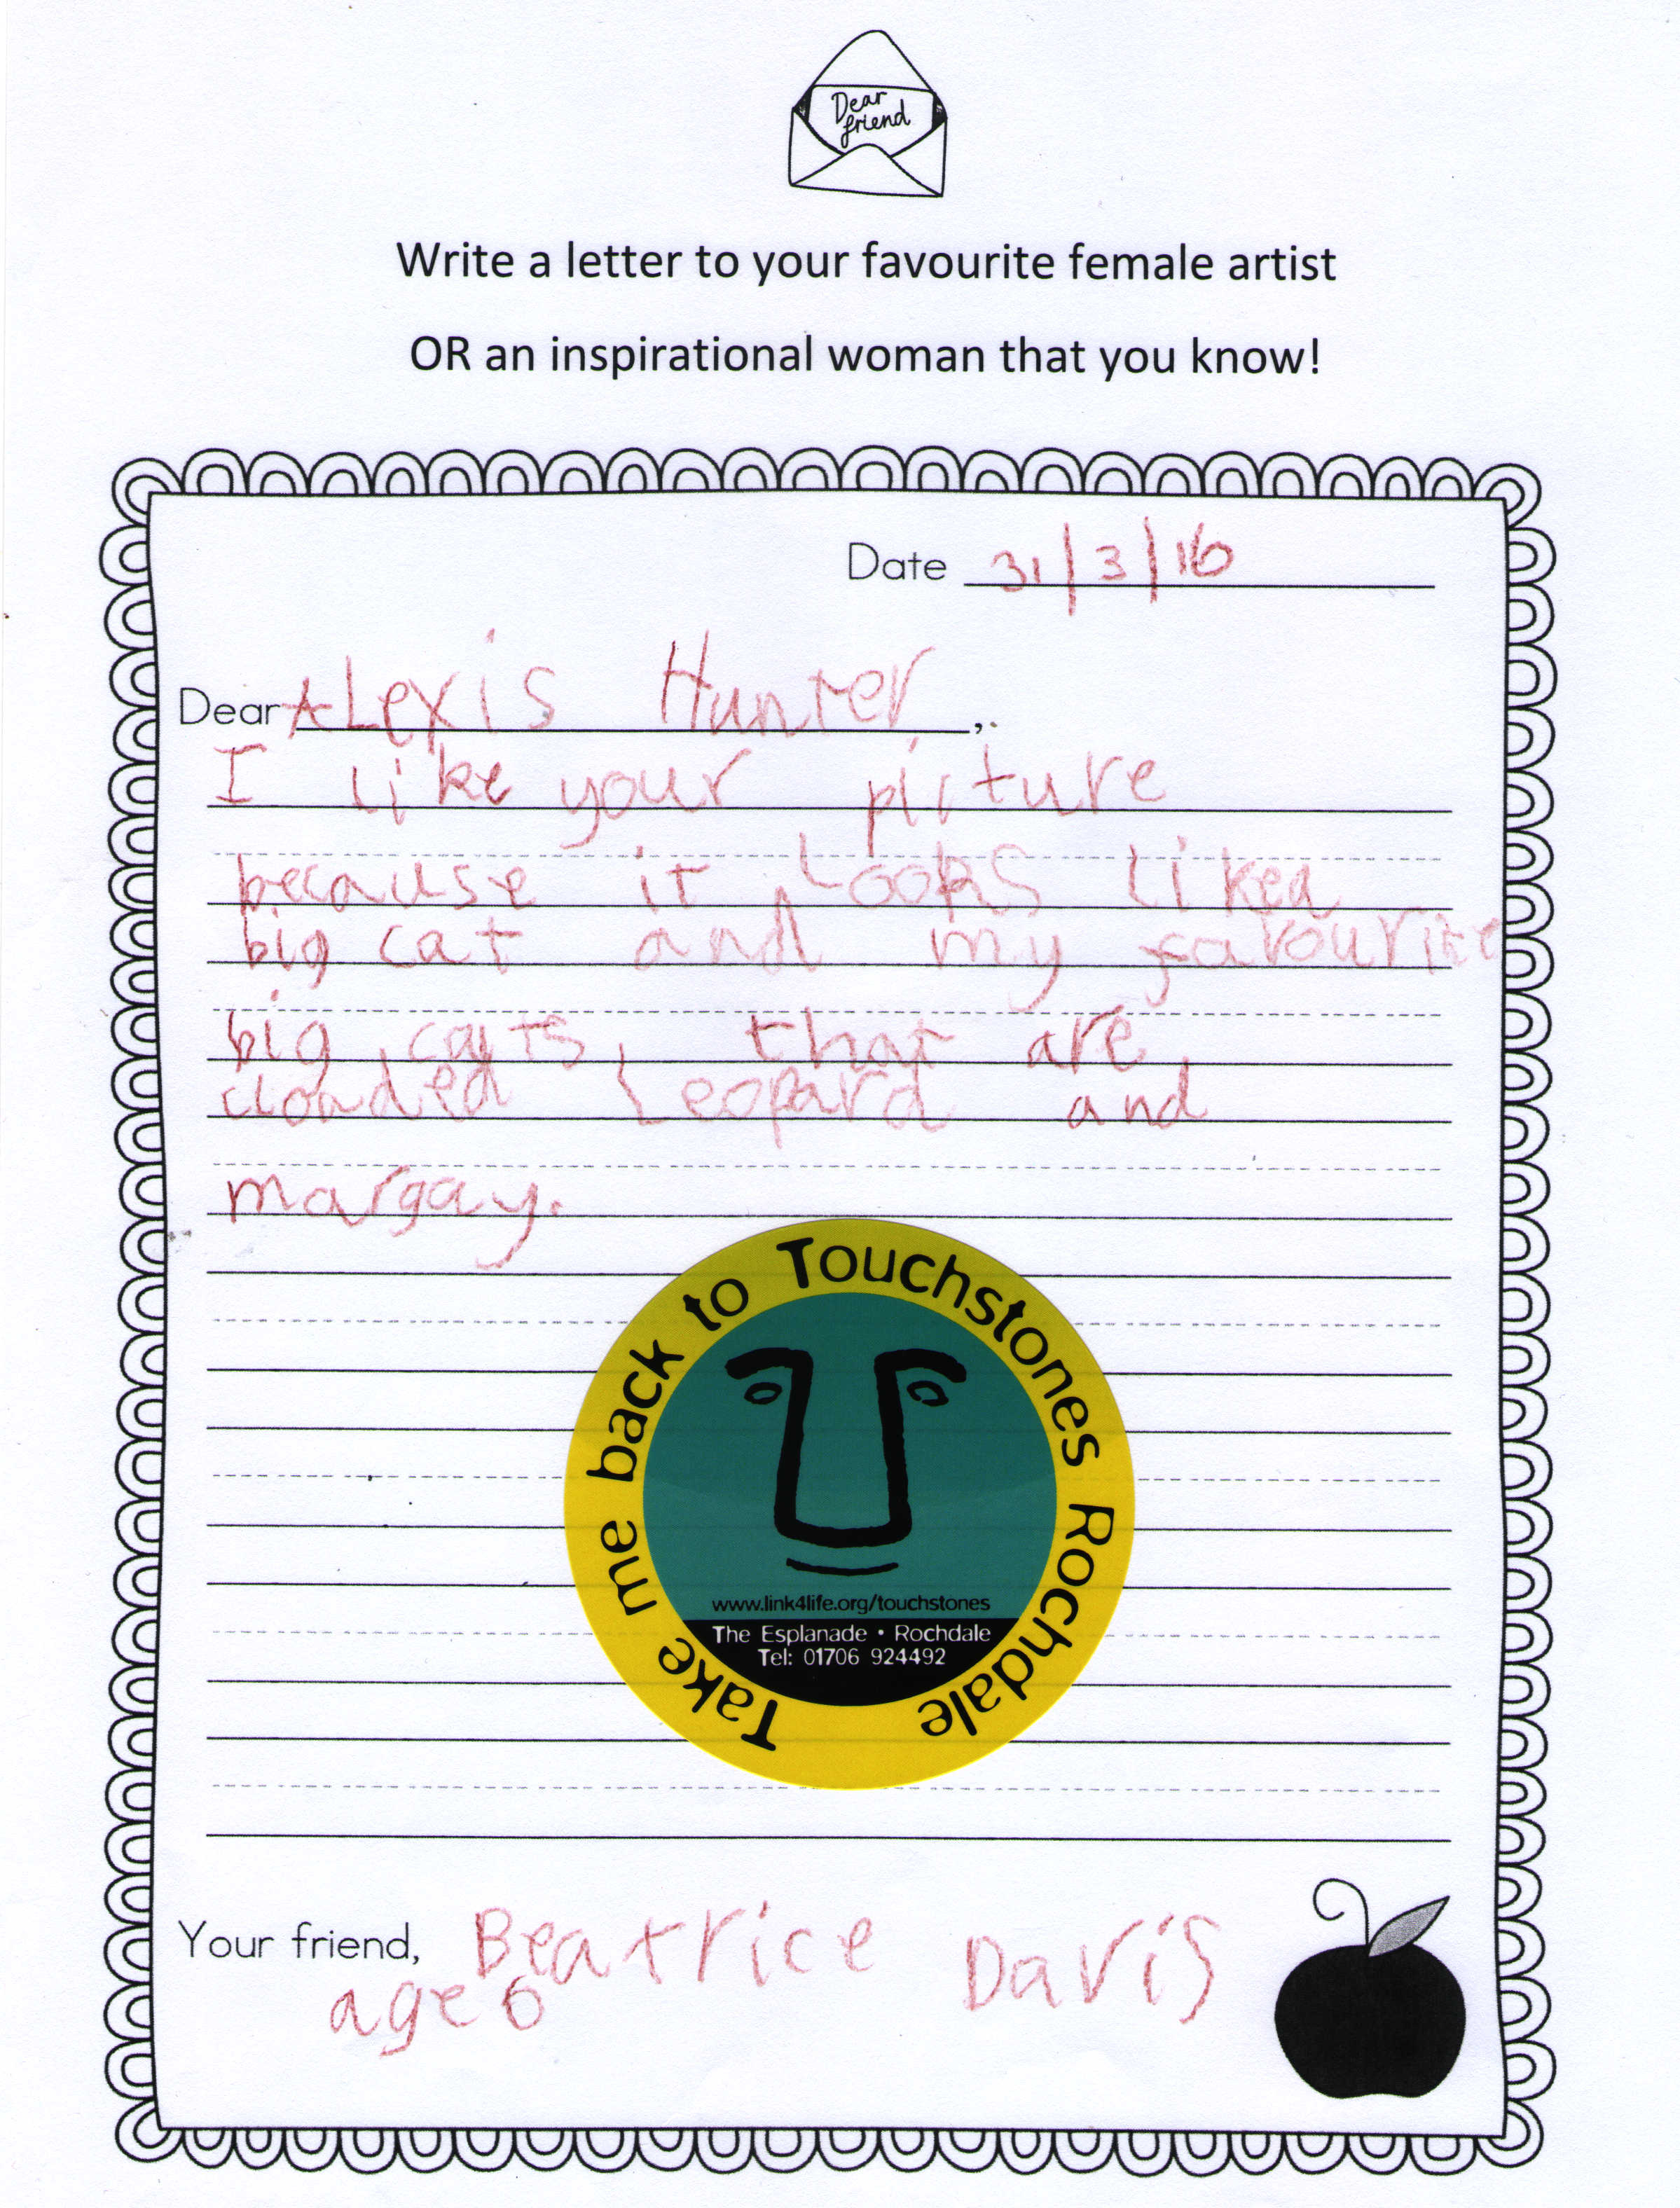 Dear
friend
Write a letter to your favourite female artist
OR an inspirational woman that you know!
Date 31/3/16
Dear ALexis Hunter,
I Like your picture
because it Looks Like a
big cat and my favourite
big cats that are
clouded Leopard and
margay.
Take me back to Touchstones Rochdale
www.link4life.org/touchstones
The Esplanade • Rochdale
Tel: 01706 924492
Your friend, Beatrice Davis
age 6